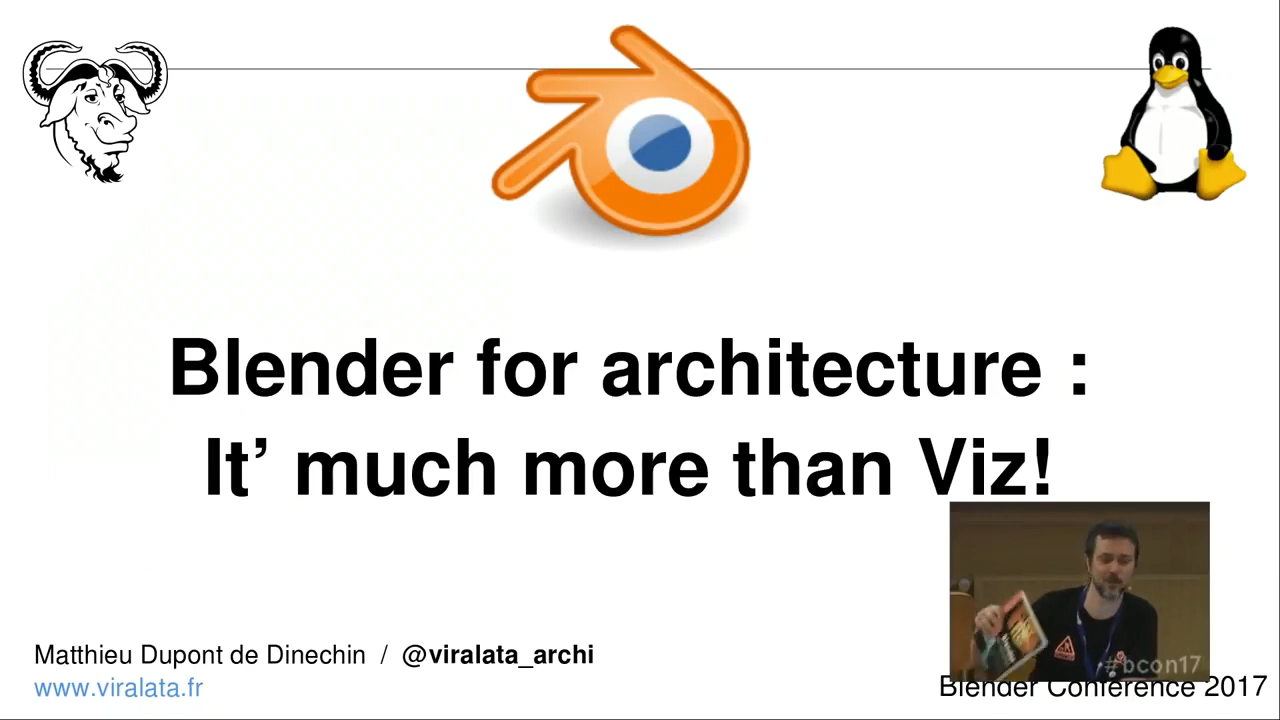 Blender for architecture :
It’ much more than Viz!
#bcon17
Matthieu Dupont de Dinechin / @viralata_archi
www.viralata.fr
Blender Conference 2017